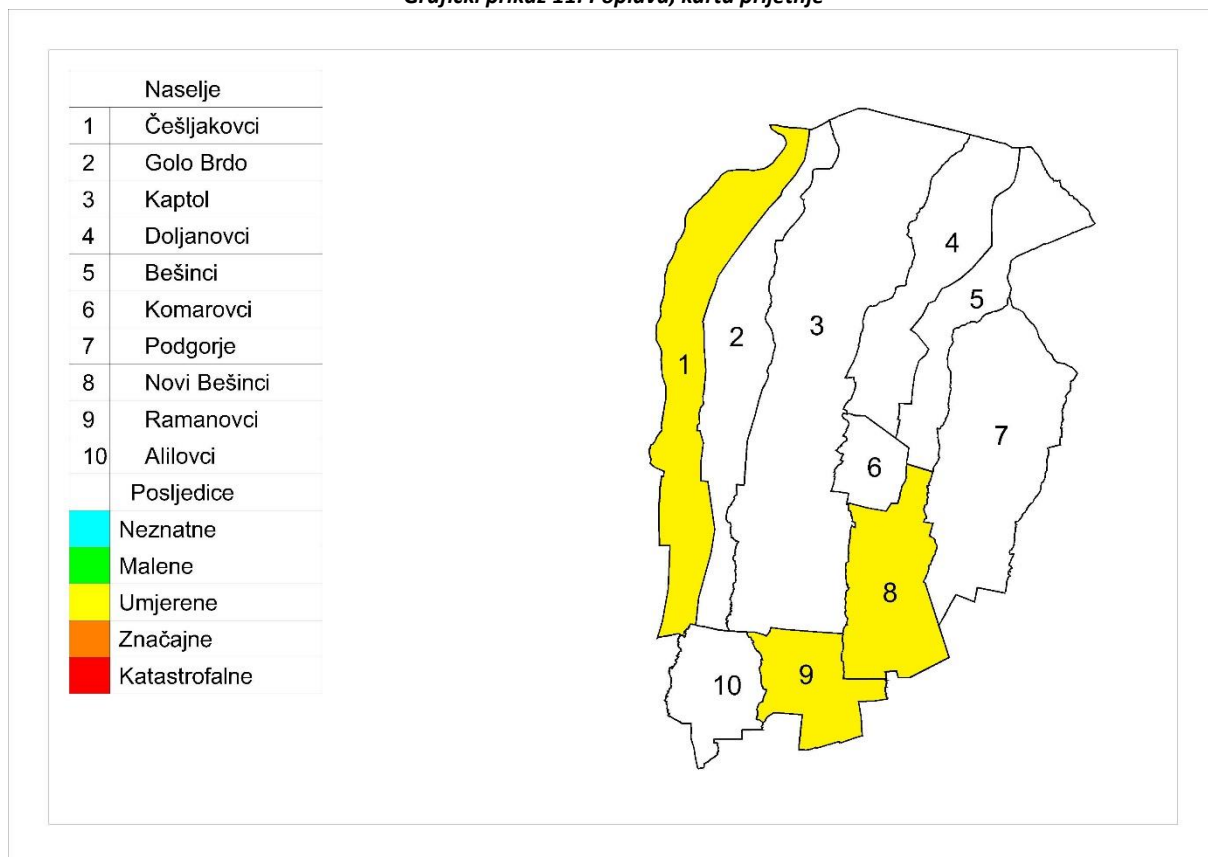 Naselje
1 Češljakovci
2 Golo Brdo
3 Kaptol
4 Doljanovci
5 Bešinci
6 Komarovci
7 Podgorje
8 Novi Bešinci
9 Ramanovci
10 Alilovci
Posljedice
Neznatne
Malene
Umjerene
Značajne
Katastrofalne
4
5
3
2
1
7
6
8
9
10